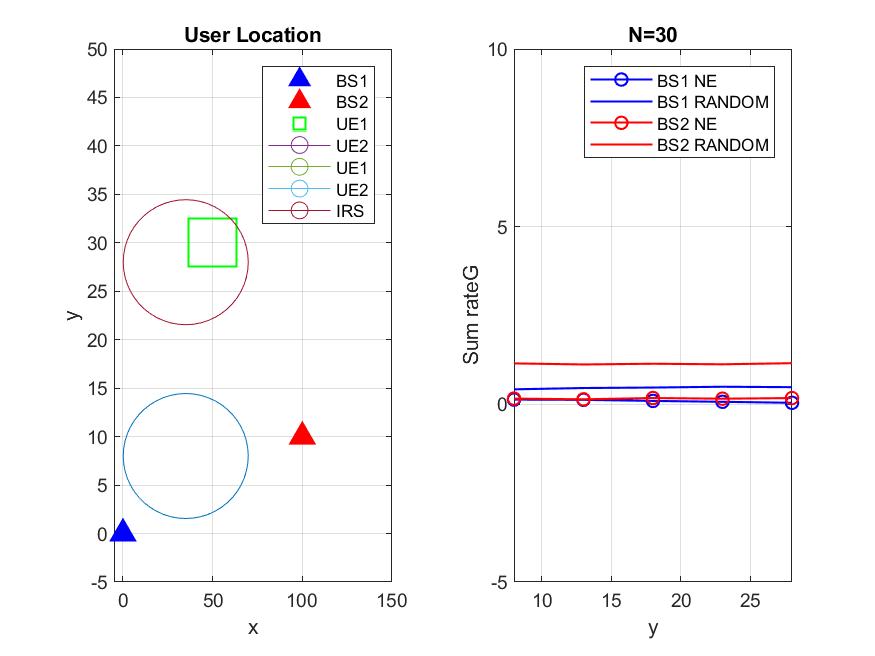 User Location
50
45
40
35
30
25
20
15
10
5
0
-5
y
0
50
100
150
x
BS1
BS2
UE1
UE2
UE1
UE2
IRS
N=30
10
5
0
-5
Sum rateG
10
15
20
25
y
BS1 NE
BS1 RANDOM
BS2 NE
BS2 RANDOM